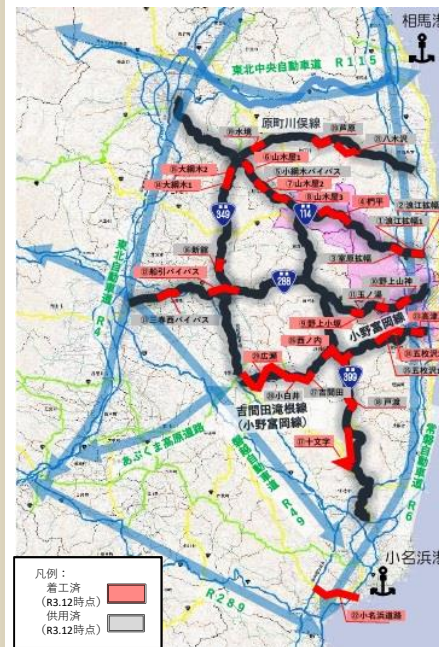 相馬港
東北中央自動車道 R115
原町川俣線
⑲水境
⑳芦原
㉑八木沢
⑥山木屋1
⑮大綱木2
⑤小綱木バイパス
⑦山木屋2
⑭大綱木1
⑧山木屋3
④椚平
②浪江拡幅
①浪江拡幅1
349
114
③室原拡幅
東北自動車道 R4
⑯新舘
⑫船引バイパス
288
⑩野上山神
⑪玉ノ湯
⑬三春西バイパス
⑨野上小塚
小野富岡線
西ノ内
高津
五枚沢
五枚沢
広瀬
399
吉間田
小白井
⑱戸渡
吉間田滝根線
(小野富岡線)
⑰十文字
あぶくま高原道路
磐越自動車道 R49
常磐自動車道 R6
小名浜港
R289
㉒小名浜道路
凡例：
着工済
(R3.12時点)
供用済
(R3.12時点)